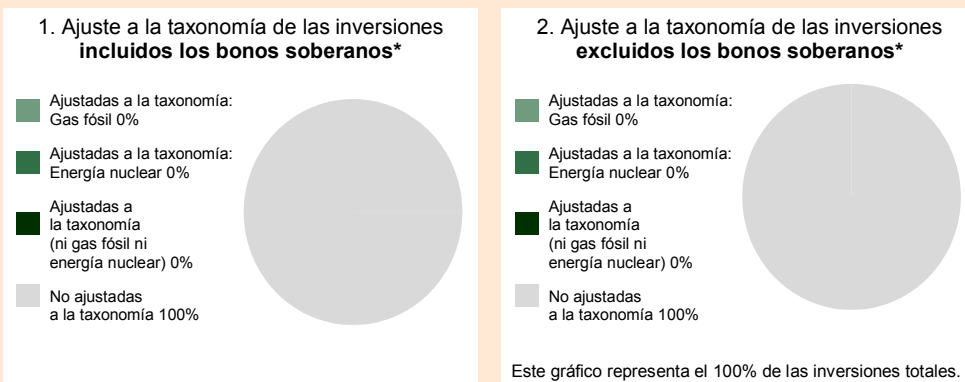 1. Ajuste a la taxonomía de las inversiones
incluidos los bonos soberanos*
Ajustadas a la taxonomía:
Gas fósil 0%
Ajustadas a la taxonomía:
Energía nuclear 0%
Ajustadas a
la taxonomía
(ni gas fósil ni
energía nuclear) 0%
No ajustadas
a la taxonomía 100%
2. Ajuste a la taxonomía de las inversiones
excluidos los bonos soberanos*
Ajustadas a la taxonomía:
Gas fósil 0%
Ajustadas a la taxonomía:
Energía nuclear 0%
Ajustadas a
la taxonomía
(ni gas fósil ni
energía nuclear) 0%
No ajustadas
a la taxonomía 100%
Este gráfico representa el 100% de las inversiones totales.